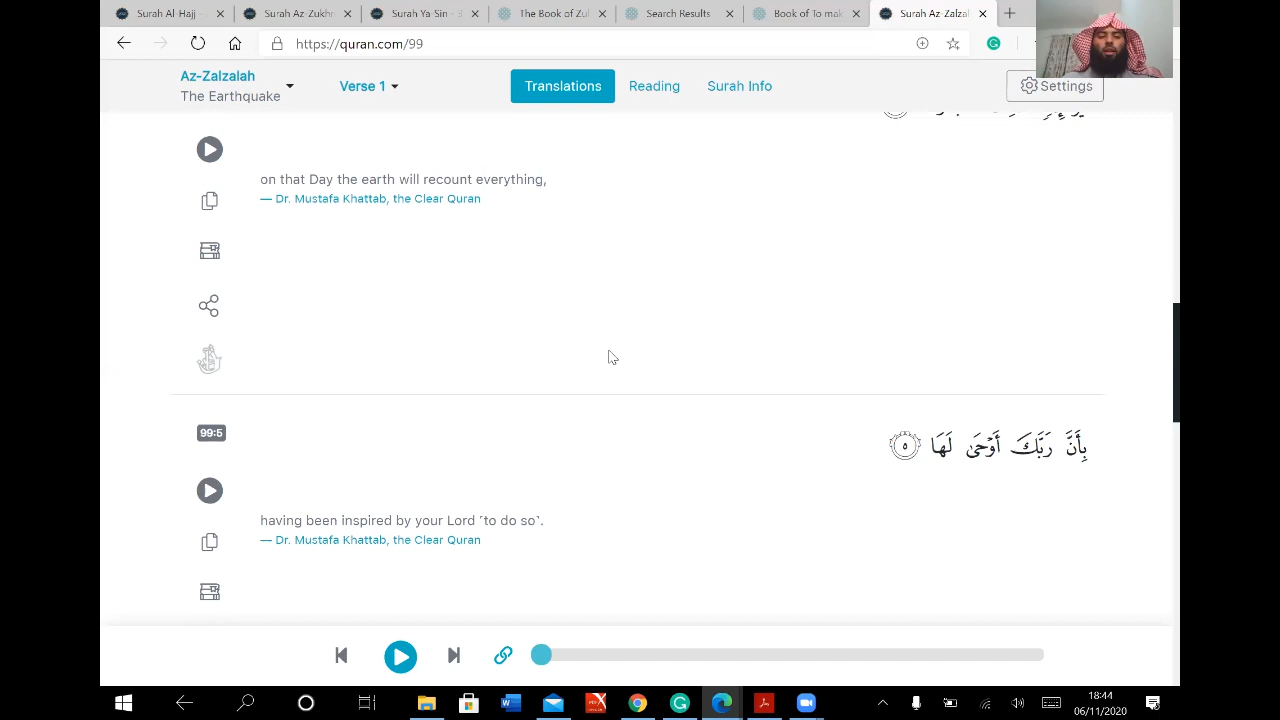 Surah Al-Hajj -
Surah Az-Zukhr
Surah Ya-Sin - S
The Book of Zul
Search Results
Book of To mak
Surah Az-Zalzal
https://quran.com/99
Az-Zalzalah
The Earthquake
Verse 1
Translations
Reading
Surah Info
Settings
on that Day the earth will recount everything,
— Dr. Mustafa Khattab, the Clear Quran
99:5
بِأَنَّ رَبَّكَ أَوْحَىٰ لَهَا ٥
having been inspired by your Lord ˹to do so˺.
— Dr. Mustafa Khattab, the Clear Quran
18:44
06/11/2020